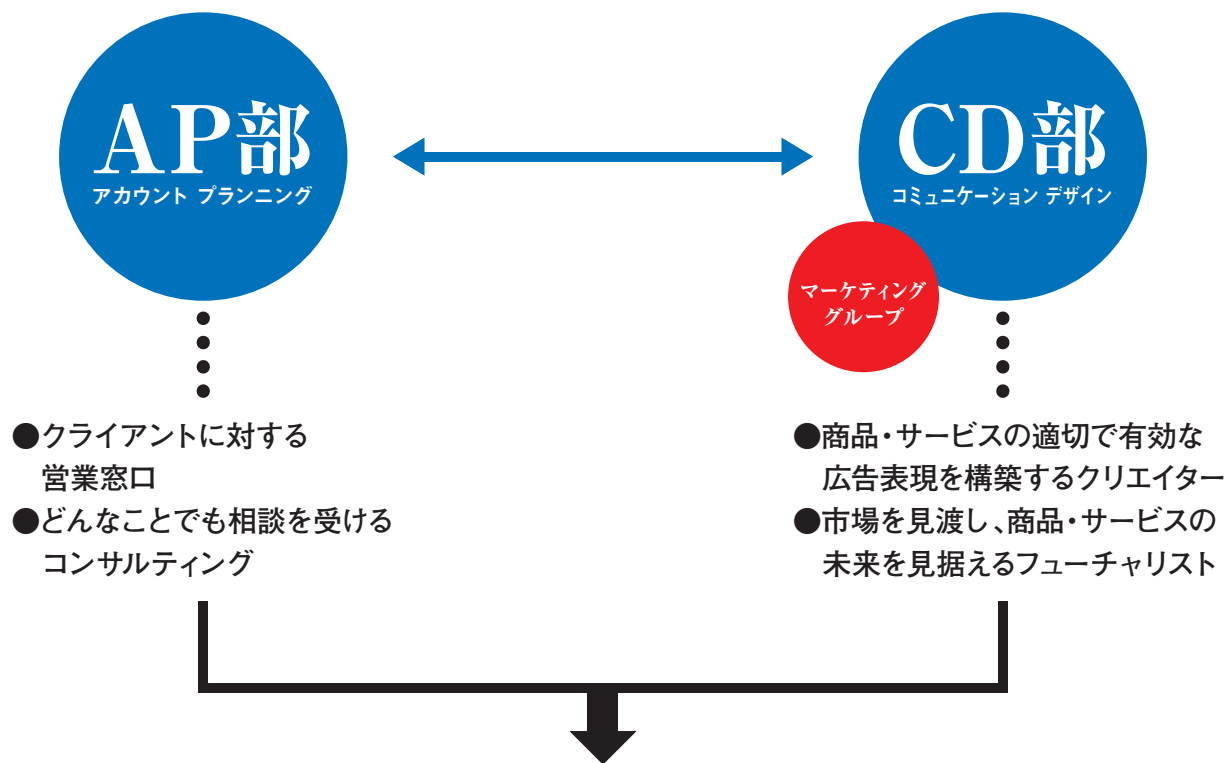 AP部
アカウント プランニング
CD部
コミュニケーション デザイン
マーケティング
グループ
●クライアントに対する
営業窓口
●どんなことでも相談を受ける
コンサルティング
●商品・サービスの適切で有効な
広告表現を構築するクリエイター
●市場を見渡し、商品・サービスの
未来を見据えるフューチャリスト